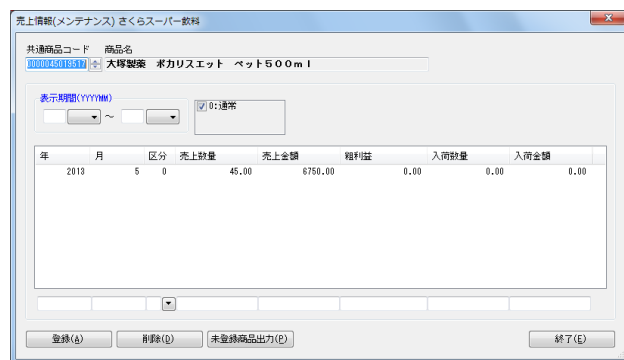 売上情報(メンテナンス) さくらスーパー飲料
共通商品コード 商品名
0000045019517 大塚製薬 ポカリスエット ペット500ml
表示期間(YYYYMM)
～
0:通常
年 月 区分 売上数量 売上金額 粗利益 入荷数量 入荷金額
2013 5 0 45.00 6750.00 0.00 0.00 0.00
登録(A) 削除(D) 未登録商品出力(P) 終了(E)